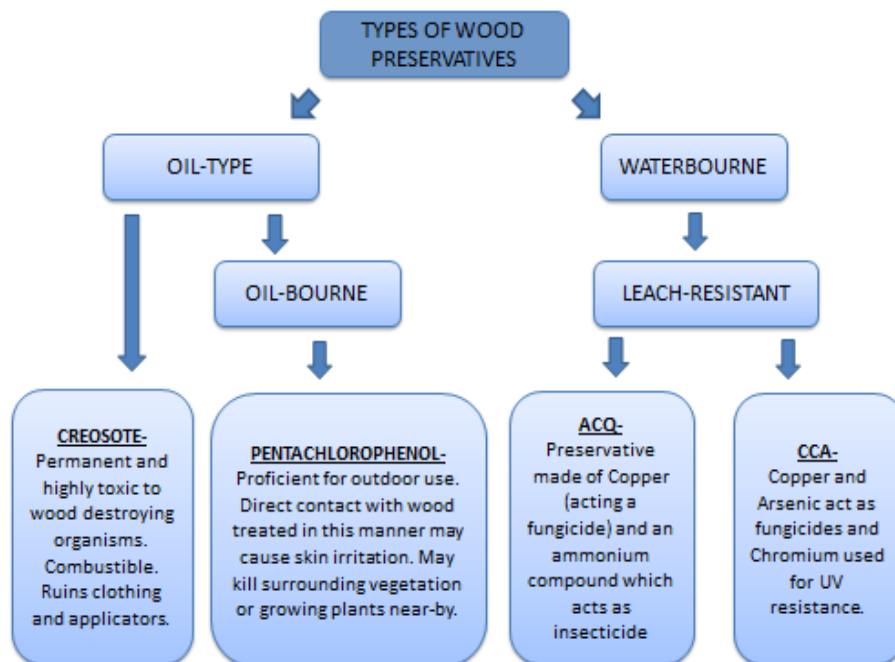 TYPES OF WOOD
PRESERVATIVES
OIL-TYPE
WATERBOURNE
OIL-BOURNE
LEACH-RESISTANT
CREOSOTE-
Permanent and
highly toxic to
wood destroying
organisms.
Combustible.
Ruins clothing
and applicators.
PENTACHLOROPHENOL-
Proficient for outdoor use.
Direct contact with wood
treated in this manner may
cause skin irritation. May
kill surrounding vegetation
or growing plants near-by.
ACQ-
Preservative
made of Copper
(acting a
fungicide) and an
ammonium
compound which
acts as
insecticide
CCA-
Copper and
Arsenic act as
fungicides and
Chromium used
for UV
resistance.